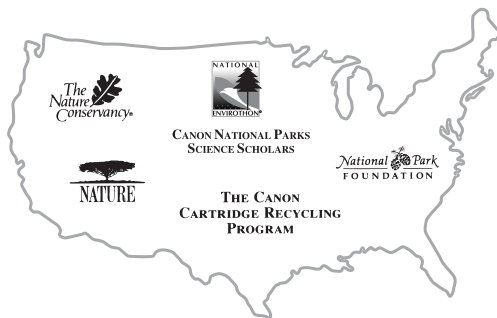 The
Nature
Conservancy®
NATIONAL
ENVIROTHON®
CANON NATIONAL PARKS
SCIENCE SCHOLARS
NATURE
National Park
FOUNDATION
THE CANON
CARTRIDGE RECYCLING
PROGRAM